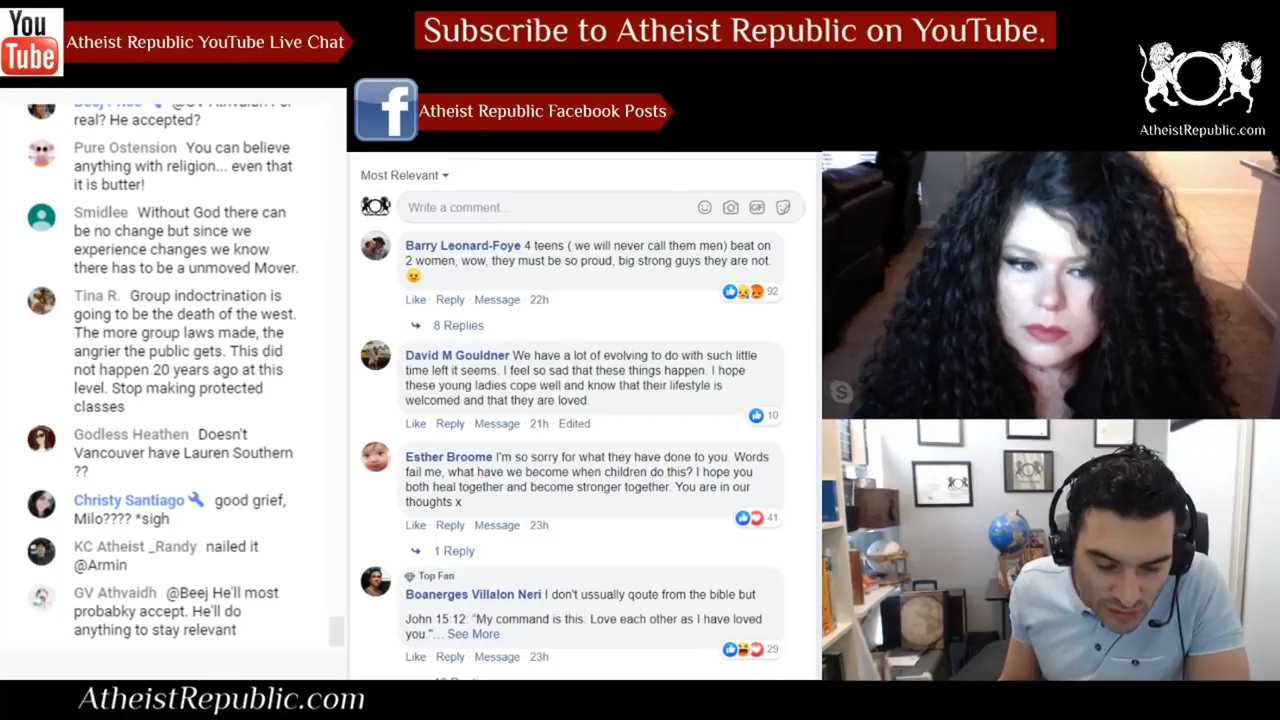 You
Tube
Atheist Republic YouTube Live Chat
Subscribe to Atheist Republic on YouTube.
AtheistRepublic.com
f
Atheist Republic Facebook Posts
real? He accepted?
Pure Ostension You can believe
anything with religion... even that
it is butter!
Smidlee Without God there can
be no change but since we
experience changes we know
there has to be a unmoved Mover.
Tina R. Group indoctrination is
going to be the death of the west.
The more group laws made, the
angrier the public gets. This did
not happen 20 years ago at this
level. Stop making protected
classes
Godless Heathen Doesn't
Vancouver have Lauren Southern
??
Christy Santiago good grief,
Milo???? *sigh
KC Atheist _Randy nailed it
@Armin
GV Athvaidh @Beej He'll most
probabky accept. He'll do
anything to stay relevant
Most Relevant
Write a comment...
GIF
Barry Leonard-Foye 4 teens ( we will never call them men) beat on
2 women, wow, they must be so proud, big strong guys they are not.
92
Like · Reply · Message · 22h
8 Replies
David M Gouldner We have a lot of evolving to do with such little
time left it seems. I feel so sad that these things happen. I hope
these young ladies cope well and know that their lifestyle is
welcomed and that they are loved.
10
Like · Reply · Message · 21h · Edited
Esther Broome I'm so sorry for what they have done to you. Words
fail me, what have we become when children do this? I hope you
both heal together and become stronger together. You are in our
thoughts x
41
Like · Reply · Message · 23h
1 Reply
Top Fan
Boanerges Villalon Neri I don't ussually qoute from the bible but
John 15:12: "My command is this: Love each other as I have loved
you."... See More
29
Like · Reply · Message · 23h
AtheistRepublic.com